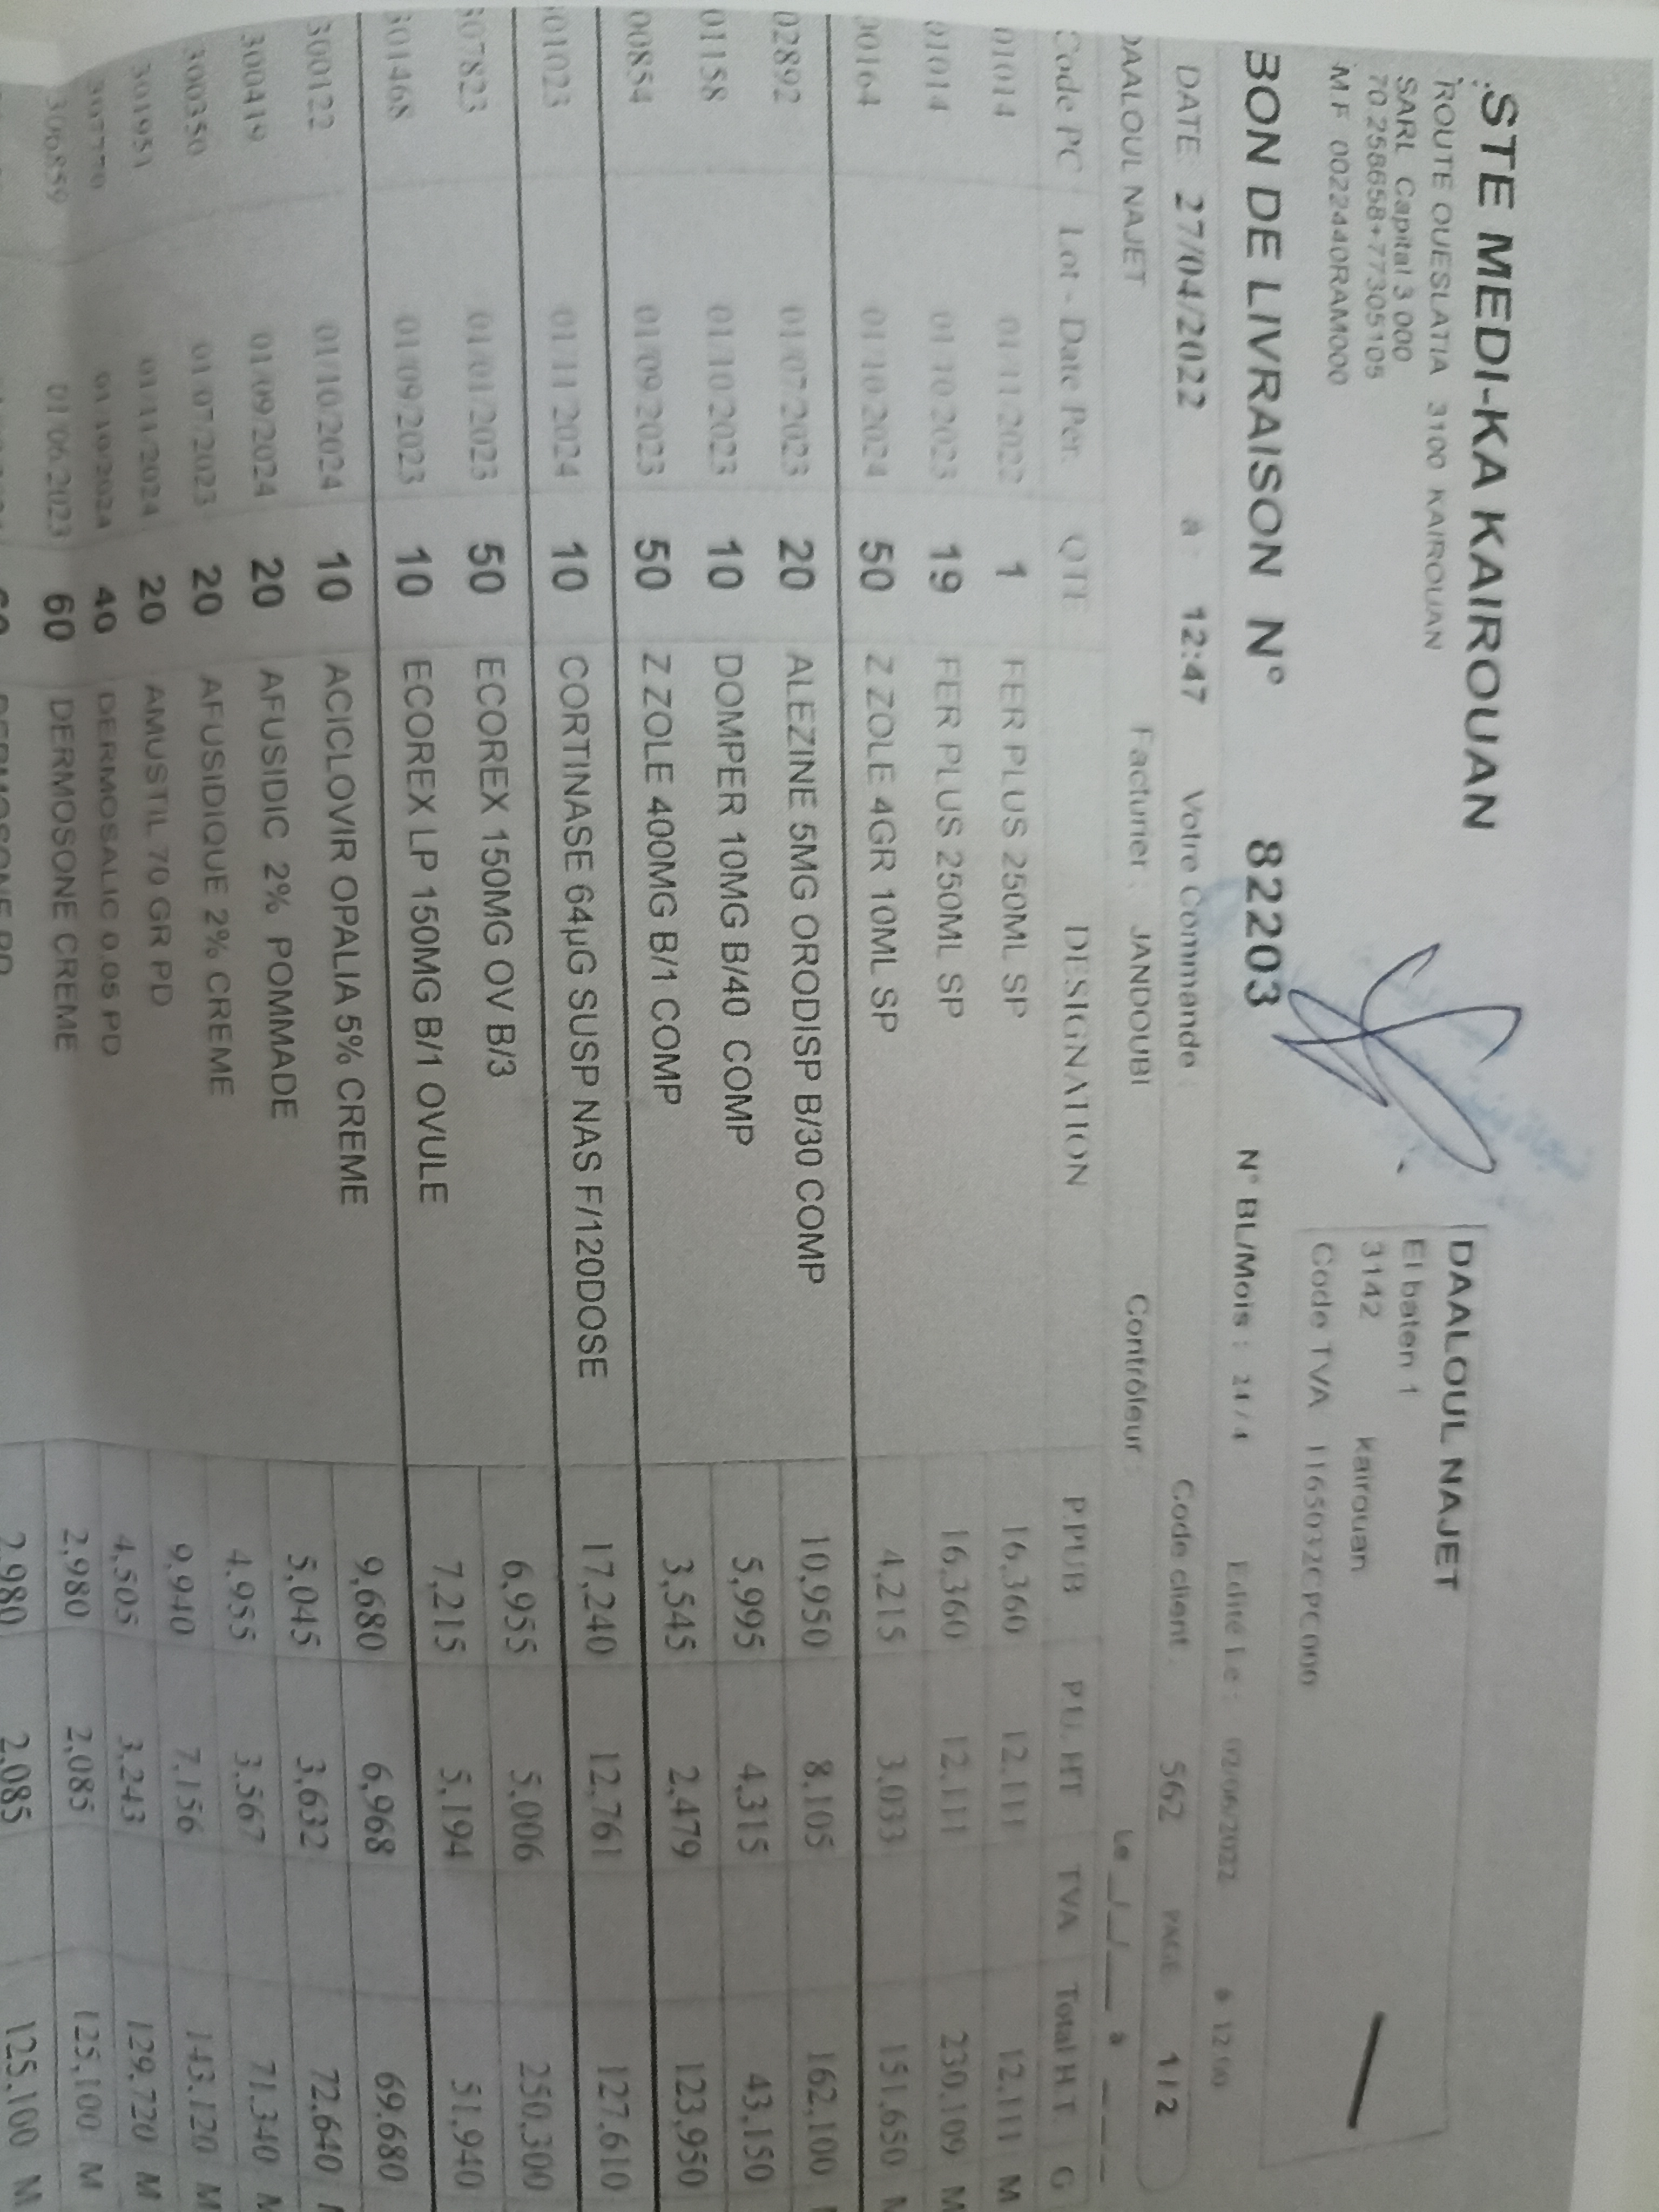 STE MEDI-KA KAIROUAN
ROUTE OUESLATIA 3100 KAIROUAN
SARL Capital 3 000
70 258658+77305105
M F 0022440RAM000
DAALOUL NAJET
El baten 1
3142 kairouan
Code TVA 1165032CPC000
BON DE LIVRAISON N° 82203 N° BL/Mois : 24 / 4 Edité Le : 02/06/2022 à 12:00
DATE 27/04/2022 à : 12:47 Votre Commande : Code client : 562 PAGE 1 / 2
DAALOUL NAJET Facturier : JANDOUBI Contrôleur : Le __/__/___ à
Code PC Lot - Date Per. QTE DESIGNATION P.PUB P.U. HT TVA Total H.T. G
01014 01/11/2022 1 FER PLUS 250ML SP 16,360 12,111 12,111 M
01014 01/10/2023 19 FER PLUS 250ML SP 16,360 12,111 230,109 M
00164 01/10/2024 50 Z ZOLE 4GR 10ML SP 4,215 3,033 151,650 M
02892 01/07/2023 20 ALEZINE 5MG ORODISP B/30 COMP 10,950 8,105 162,100
01158 01/10/2023 10 DOMPER 10MG B/40 COMP 5,995 4,315 43,150
00854 01/09/2023 50 Z ZOLE 400MG B/1 COMP 3,545 2,479 123,950
01023 01/11/2024 10 CORTINASE 64µG SUSP NAS F/120DOSE 17,240 12,761 127,610
307823 01/01/2023 50 ECOREX 150MG OV B/3 6,955 5,006 250,300
301468 01/09/2023 10 ECOREX LP 150MG B/1 OVULE 7,215 5,194 51,940
300122 01/10/2024 10 ACICLOVIR OPALIA 5% CREME 9,680 6,968 69,680
300419 01/09/2024 20 AFUSIDIC 2% POMMADE 5,045 3,632 72,640
300350 01/07/2023 20 AFUSIDIQUE 2% CREME 4,955 3,567 71,340 M
301951 01/11/2024 20 AMUSTIL 70 GR PD 9,940 7,156 143,120 M
307770 01/10/2024 40 DERMOSALIC 0.05 PD 4,505 3,243 129,720 M
306859 01/06/2023 60 DERMOSONE CREME 2,980 2,085 125,100 M
60 DERMOSONE PD 2,980 2,085 125,100 M